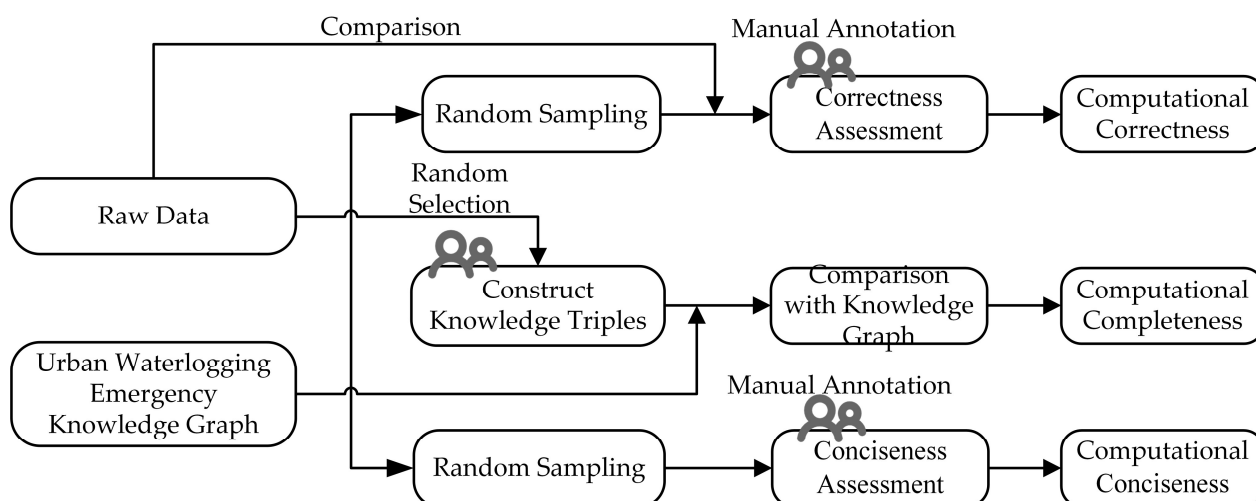 Comparison
Manual Annotation
Random Sampling
Correctness
Assessment
Computational
Correctness
Raw Data
Random
Selection
Construct
Knowledge Triples
Comparison
with Knowledge
Graph
Computational
Completeness
Urban Waterlogging
Emergency
Knowledge Graph
Manual Annotation
Random Sampling
Conciseness
Assessment
Computational
Conciseness